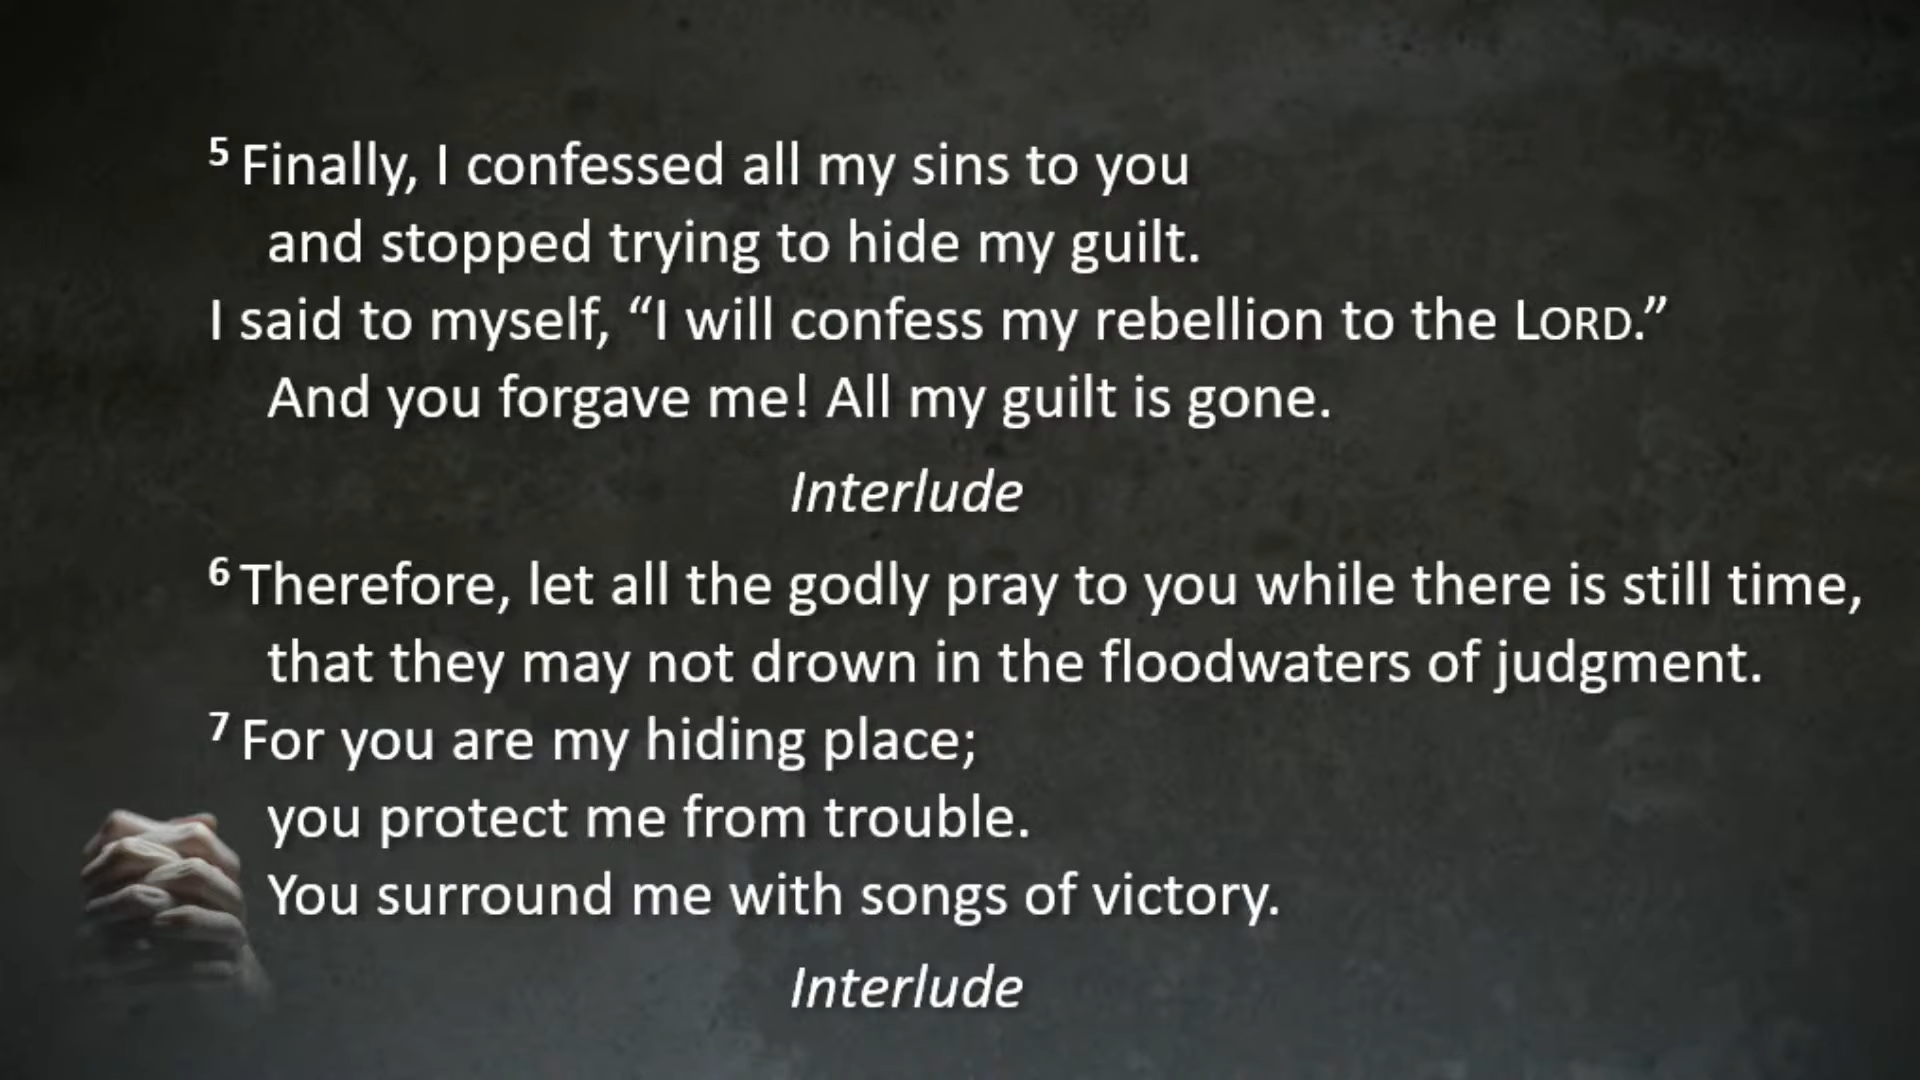 5 Finally, I confessed all my sins to you
and stopped trying to hide my guilt.
I said to myself, “I will confess my rebellion to the LORD.”
And you forgave me! All my guilt is gone.
Interlude
6 Therefore, let all the godly pray to you while there is still time,
that they may not drown in the floodwaters of judgment.
7 For you are my hiding place;
you protect me from trouble.
You surround me with songs of victory.
Interlude